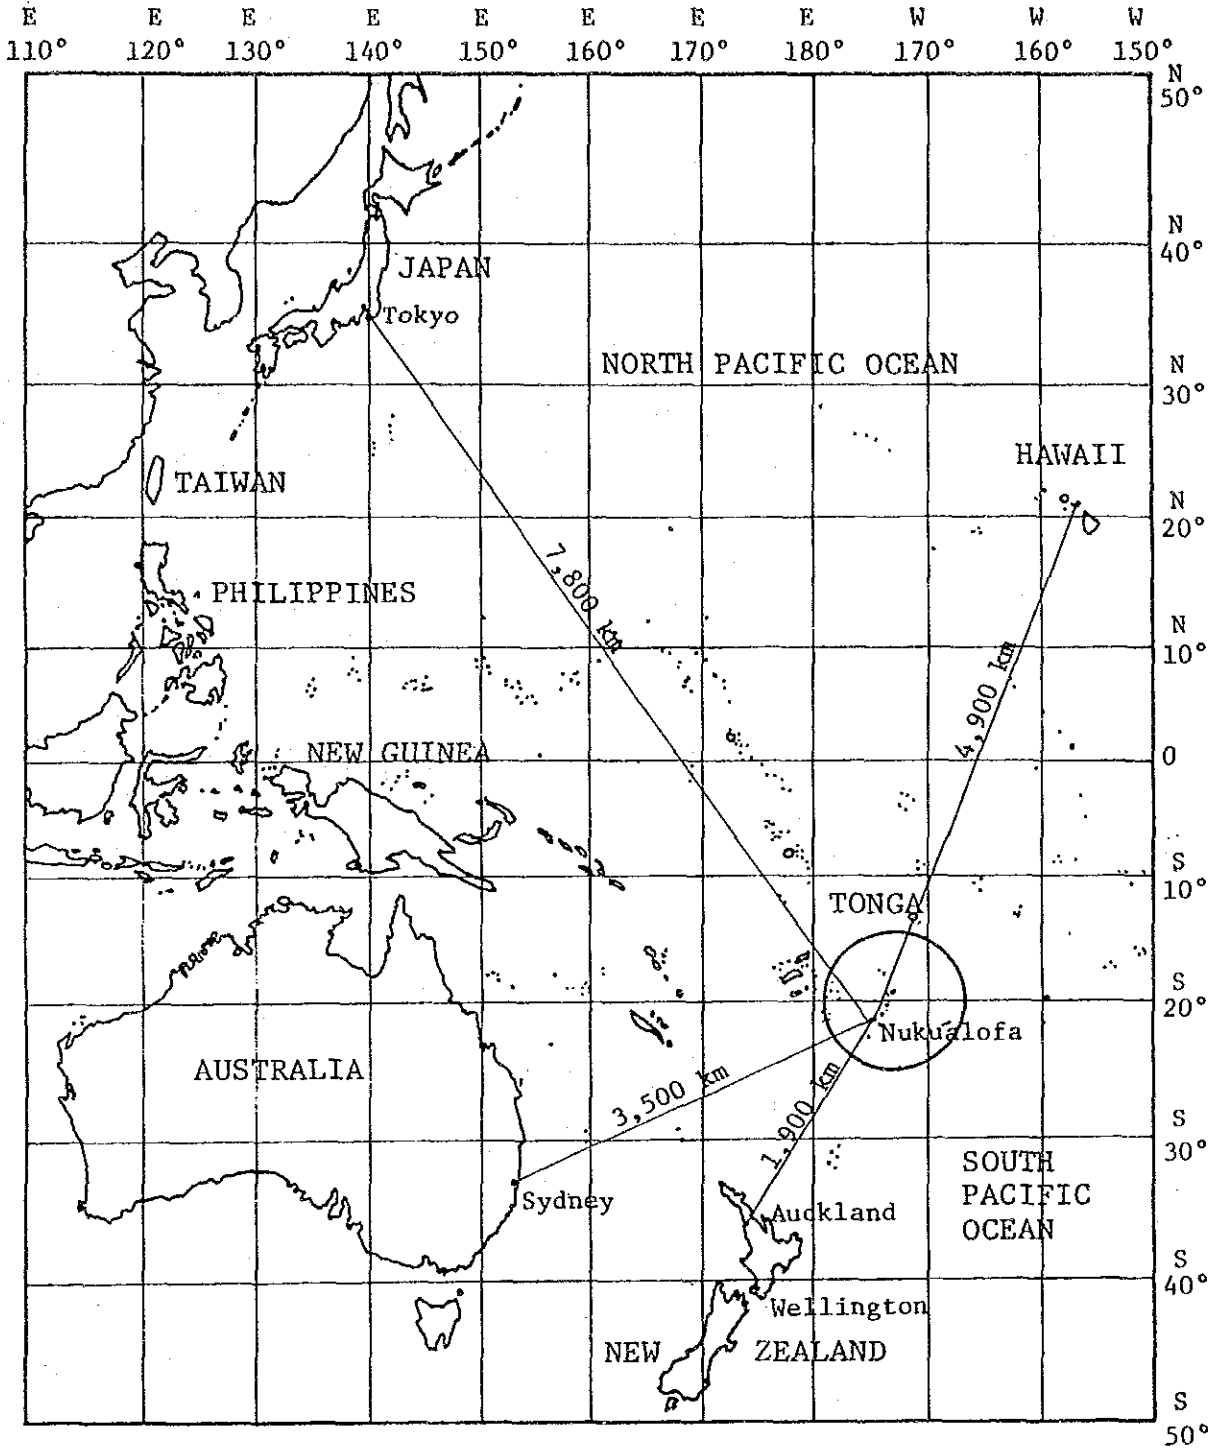 E E E E E E E E W W W
110° 120° 130° 140° 150° 160° 170° 180° 170° 160° 150°
N
50°
N
40°
JAPAN
Tokyo
NORTH PACIFIC OCEAN
N
30°
HAWAII
TAIWAN
N
20°
7,800 km
PHILIPPINES
N
10°
4,900 km
NEW GUINEA
0
S
10°
TONGA
S
20°
Nukualofa
AUSTRALIA
3,500 km
1,900 km
S
30°
SOUTH
PACIFIC
OCEAN
Sydney
Auckland
S
40°
Wellington
NEW ZEALAND
S
50°